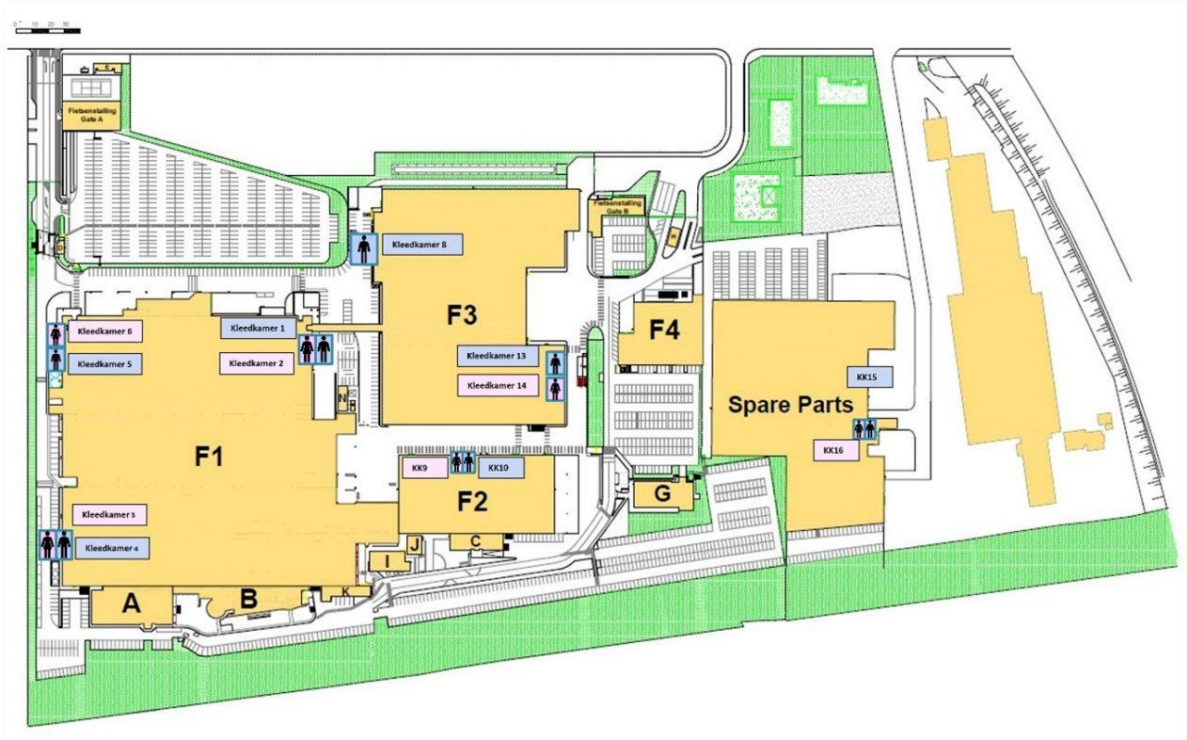 0 10 20 30
E
Fietsenstalling
Gate A
Fietsenstalling
Gate B
H
D
Kleedkamer 8
F3
F4
Kleedkamer 6
Kleedkamer 1
Kleedkamer 5
Kleedkamer 2
Kleedkamer 13
Kleedkamer 14
KK15
N
Spare Parts
F1
KK16
KK9
KK10
F2
G
Kleedkamer 3
Kleedkamer 4
J
C
I
A
B
K